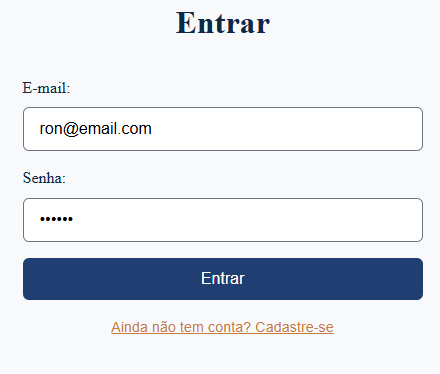 Entrar
E-mail:
ron@email.com
Senha:
••••••
Entrar
Ainda não tem conta? Cadastre-se